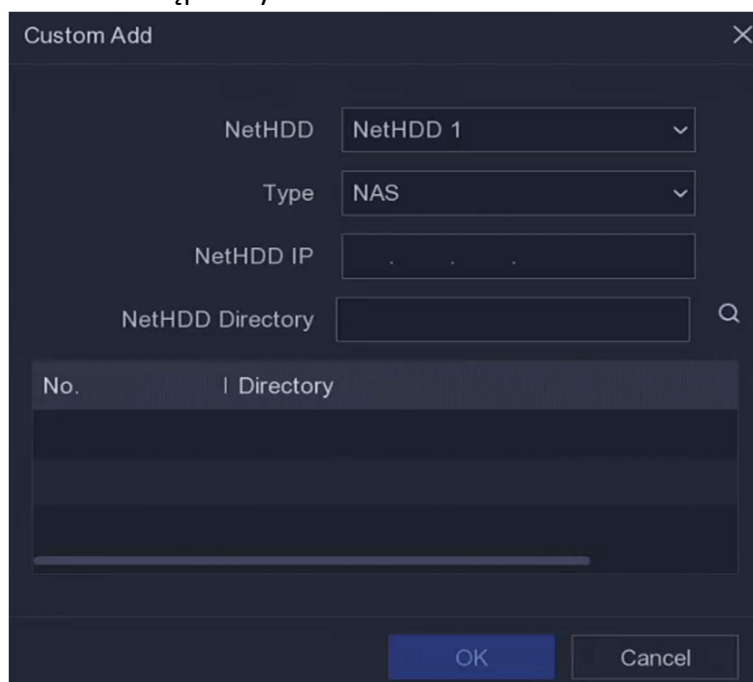 Custom Add
NetHDD NetHDD 1
Type NAS
NetHDD IP . . .
NetHDD Directory
No. | Directory
OK Cancel